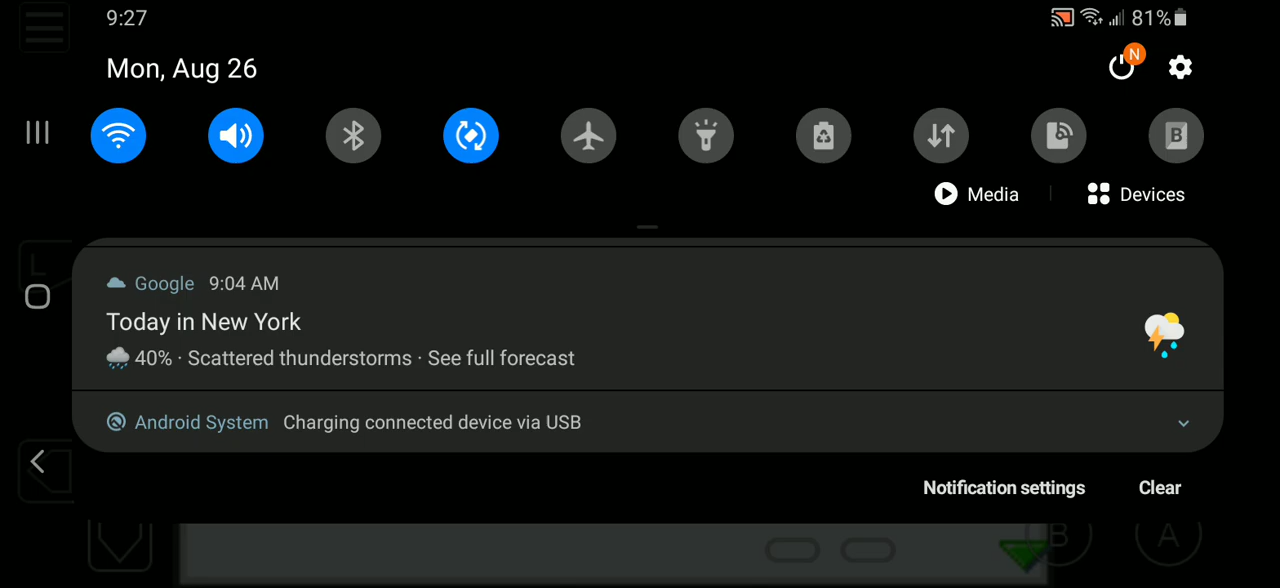 9:27
81%
Mon, Aug 26
N
B
Media
Devices
L
Google 9:04 AM
Today in New York
40% · Scattered thunderstorms · See full forecast
Android System Charging connected device via USB
Notification settings
Clear
B
A